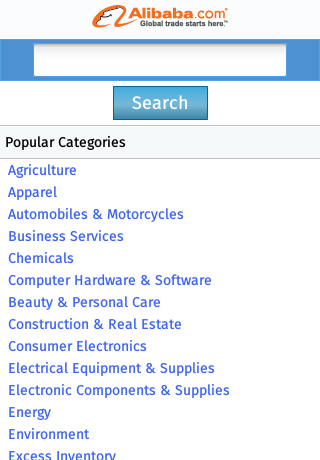 Alibaba.com
Global trade starts here.™
Search
Popular Categories
Agriculture
Apparel
Automobiles & Motorcycles
Business Services
Chemicals
Computer Hardware & Software
Beauty & Personal Care
Construction & Real Estate
Consumer Electronics
Electrical Equipment & Supplies
Electronic Components & Supplies
Energy
Environment
Excess Inventory